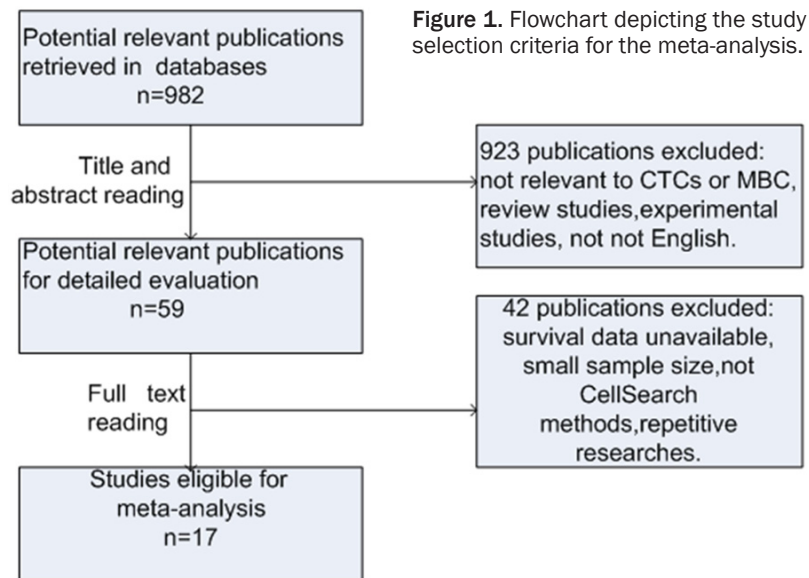 Figure 1. Flowchart depicting the study
selection criteria for the meta-analysis.
Potential relevant publications
retrieved in databases
n=982
Title and
abstract reading
923 publications excluded:
not relevant to CTCs or MBC,
review studies,experimental
studies, not not English.
Potential relevant publications
for detailed evaluation
n=59
Full text
reading
42 publications excluded:
survival data unavailable,
small sample size,not
CellSearch
methods,repetitive
researches.
Studies eligible for
meta-analysis
n=17